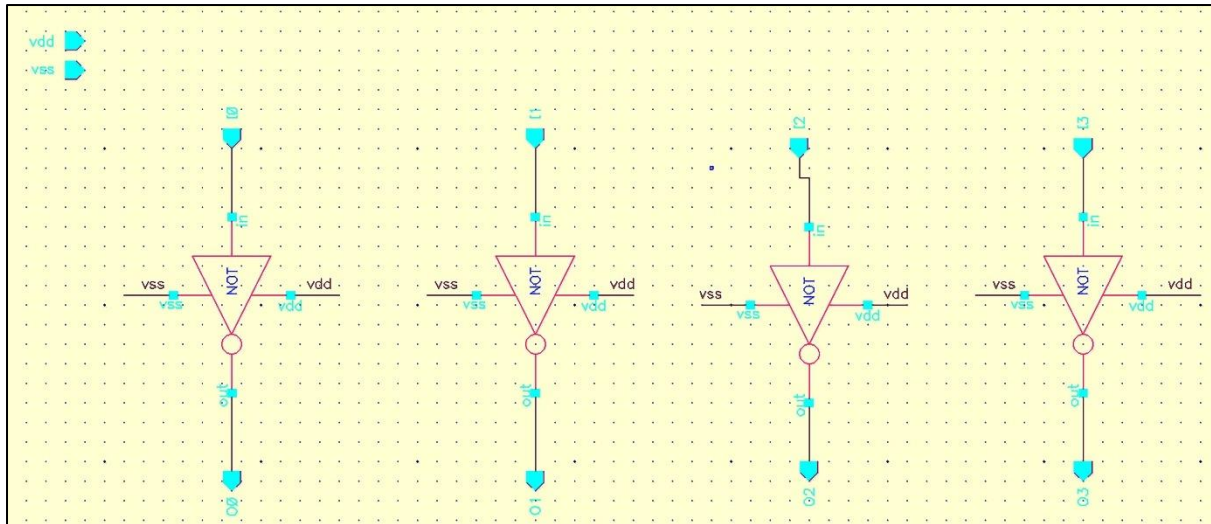 vdd
vss
I0 I1 I2 I3
in in in in
NOT NOT NOT NOT
vss vdd vss vdd vss vdd vss vdd
vss vdd vss vdd vss vdd vss vdd
out out out out
O0 O1 O2 O3